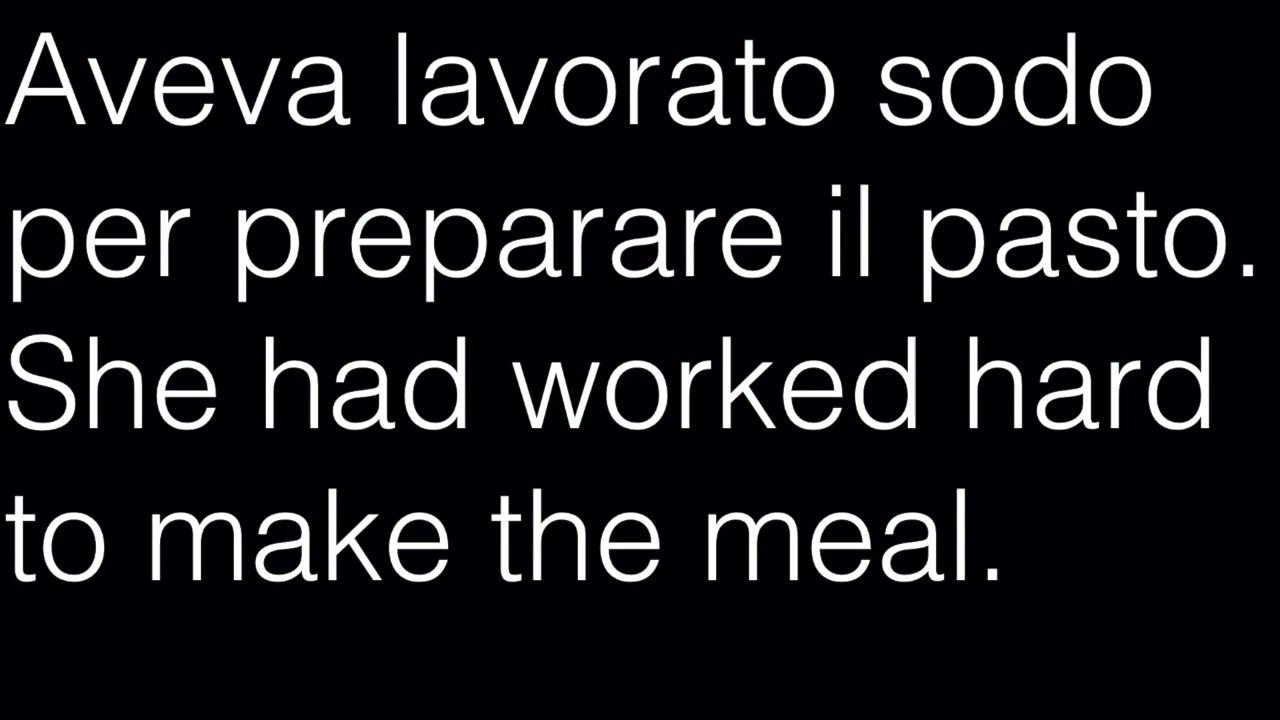 Aveva lavorato sodo
per preparare il pasto.
She had worked hard
to make the meal.